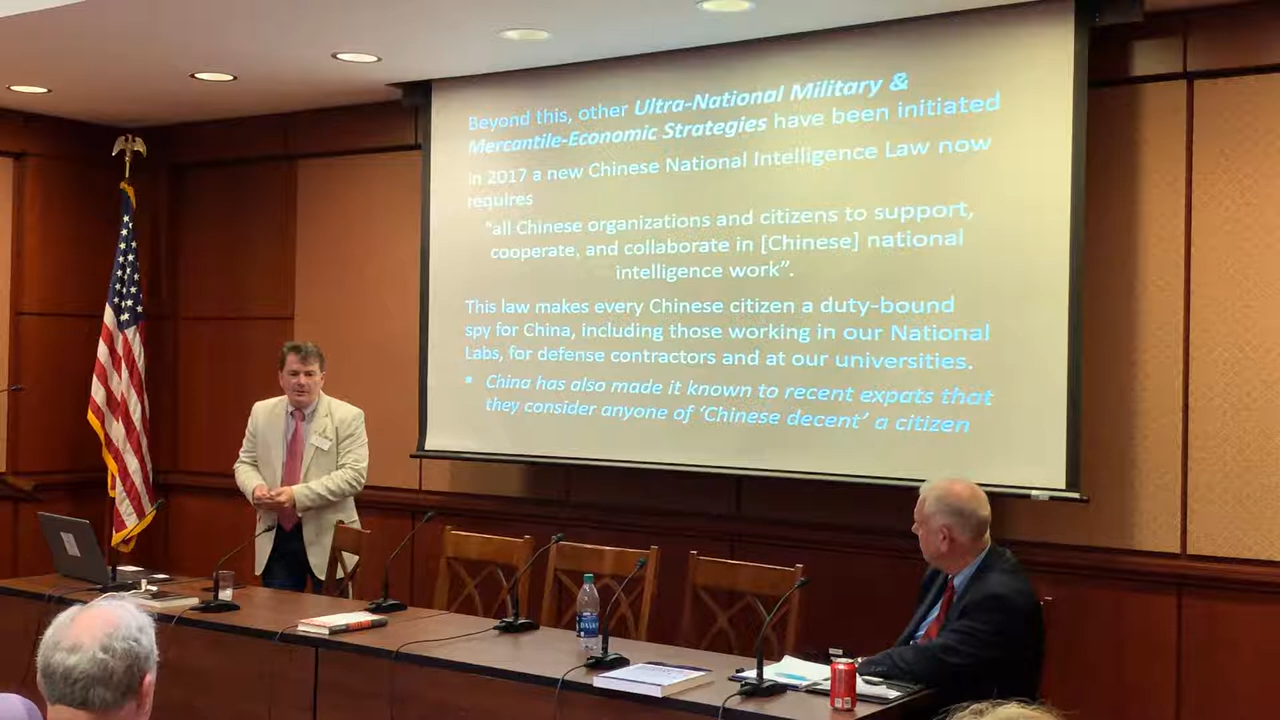 Beyond this, other Ultra-National Military &
Mercantile-Economic Strategies have been initiated
In 2017 a new Chinese National Intelligence Law now
requires
"all Chinese organizations and citizens to support,
cooperate, and collaborate in [Chinese] national
intelligence work".
This law makes every Chinese citizen a duty-bound
spy for China, including those working in our National
Labs, for defense contractors and at our universities.
• China has also made it known to recent expats that
they consider anyone of 'Chinese decent' a citizen
DASANI